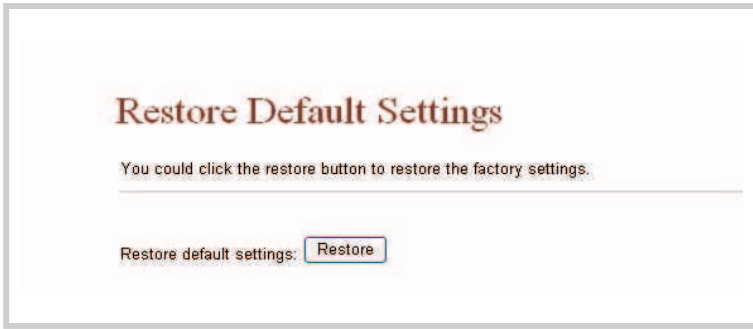 Restore Default Settings
You could click the restore button to restore the factory settings.
Restore default settings: Restore